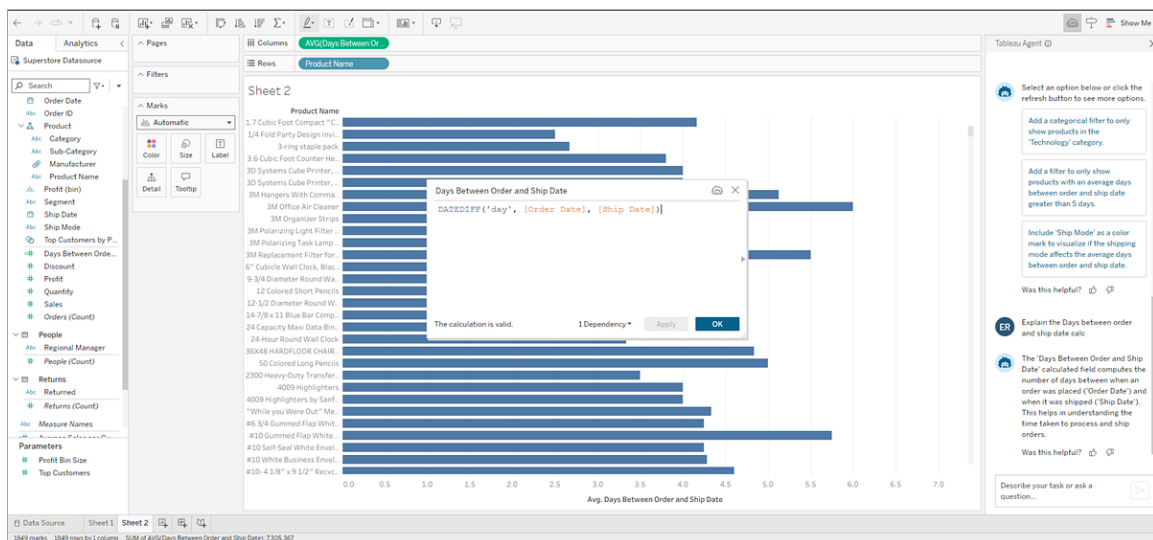 Show Me
Data
Analytics
Pages
Columns
AVG(Days Between Or...
Tableau Agent
Superstore Datasource
Rows
Product Name
Search
Filters
Sheet 2
Order Date
Order ID
Product
Category
Sub-Category
Manufacturer
Product Name
Profit (bin)
Segment
Ship Date
Ship Mode
Top Customers by P...
Days Between Orde...
Discount
Profit
Quantity
Sales
Orders (Count)
People
Regional Manager
People (Count)
Returns
Returned
Returns (Count)
Measure Names
Parameters
Profit Bin Size
Top Customers
Marks
Automatic
Color
Size
Label
Detail
Tooltip
Product Name
1.7 Cubic Foot Compact "C...
1/4 Fold Party Design Invi...
3-ring staple pack
3.6 Cubic Foot Counter He...
3D Systems Cube Printer, ...
3D Systems Cube Printer, ...
3M Hangers With Comma...
3M Office Air Cleaner
3M Organizer Strips
3M Polarizing Light Filter ...
3M Polarizing Task Lamp ...
3M Replacement Filter for...
6" Cubicle Wall Clock, Blac...
9-3/4 Diameter Round Wa...
12 Colored Short Pencils
12-1/2 Diameter Round W...
14-7/8 x 11 Blue Bar Comp...
24 Capacity Maxi Data Bin...
24-Hour Round Wall Clock
36X48 HARDFLOOR CHAIR...
50 Colored Long Pencils
2300 Heavy-Duty Transfer...
4009 Highlighters
4009 Highlighters by Sanf...
"While you Were Out" Me...
#6 3/4 Gummed Flap Whit...
#10 Gummed Flap White ...
#10 Self-Seal White Envel...
#10 White Business Envel...
#10- 4 1/8" x 9 1/2" Recyc...
0.0 0.5 1.0 1.5 2.0 2.5 3.0 3.5 4.0 4.5 5.0 5.5 6.0 6.5 7.0
Avg. Days Between Order and Ship Date
Days Between Order and Ship Date
DATEDIFF('day', [Order Date], [Ship Date])
The calculation is valid.
1 Dependency
Apply
OK
Select an option below or click the
refresh button to see more options.
Add a categorical filter to only
show products in the
'Technology' category.
Add a filter to only show
products with an average days
between order and ship date
greater than 5 days.
Include 'Ship Mode' as a color
mark to visualize if the shipping
mode affects the average days
between order and ship date.
Was this helpful?
ER
Explain the Days between order
and ship date calc
The 'Days Between Order and Ship
Date' calculated field computes the
number of days between when an
order was placed ('Order Date') and
when it was shipped ('Ship Date').
This helps in understanding the
time taken to process and ship
orders.
Was this helpful?
Describe your task or ask a
question...
Data Source
Sheet 1
Sheet 2
1849 marks 1849 rows by 1 column SUM of AVG(Days Between Order and Ship Date): 7,305.367